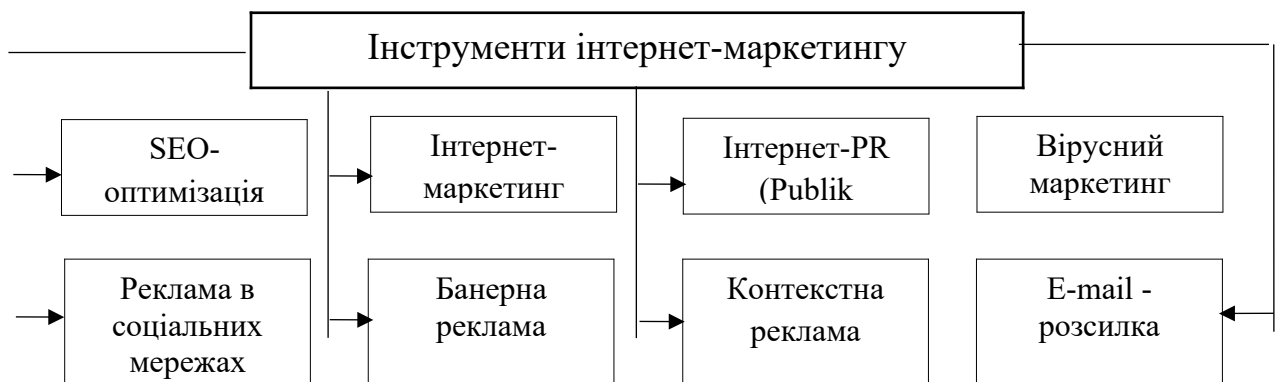 Інструменти інтернет-маркетингу
SEO-
оптимізація
Інтернет-
маркетинг
Інтернет-PR
(Publik
Вірусний
маркетинг
Реклама в
соціальних
мережах
Банерна
реклама
Контекстна
реклама
E-mail -
розсилка